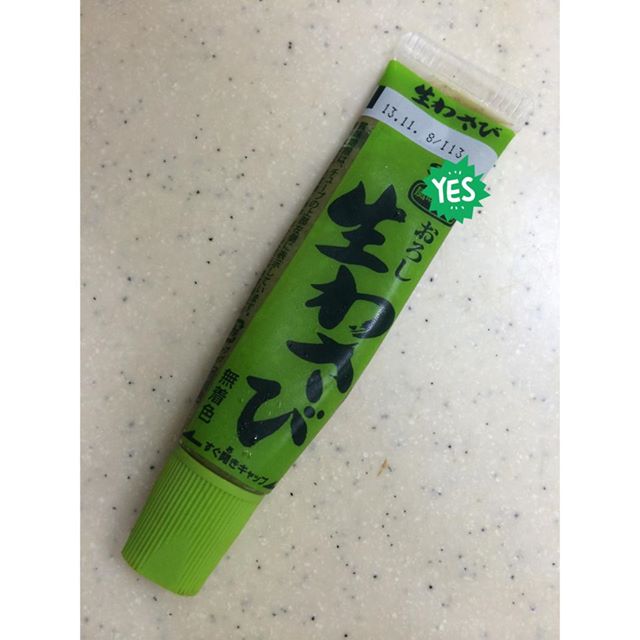 生わさび
13.11. 8/I13
YES
おろし
生わさび
無着色
すぐ開きキャップ